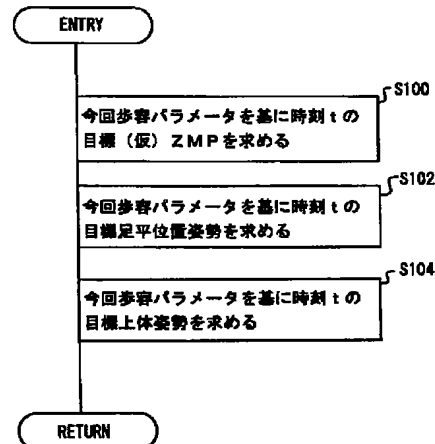 ENTRY
S100
今回歩容パラメータを基に時刻tの
目標（仮）ZMPを求める
S102
今回歩容パラメータを基に時刻tの
目標足平位置姿勢を求める
S104
今回歩容パラメータを基に時刻tの
目標上体姿勢を求める
RETURN